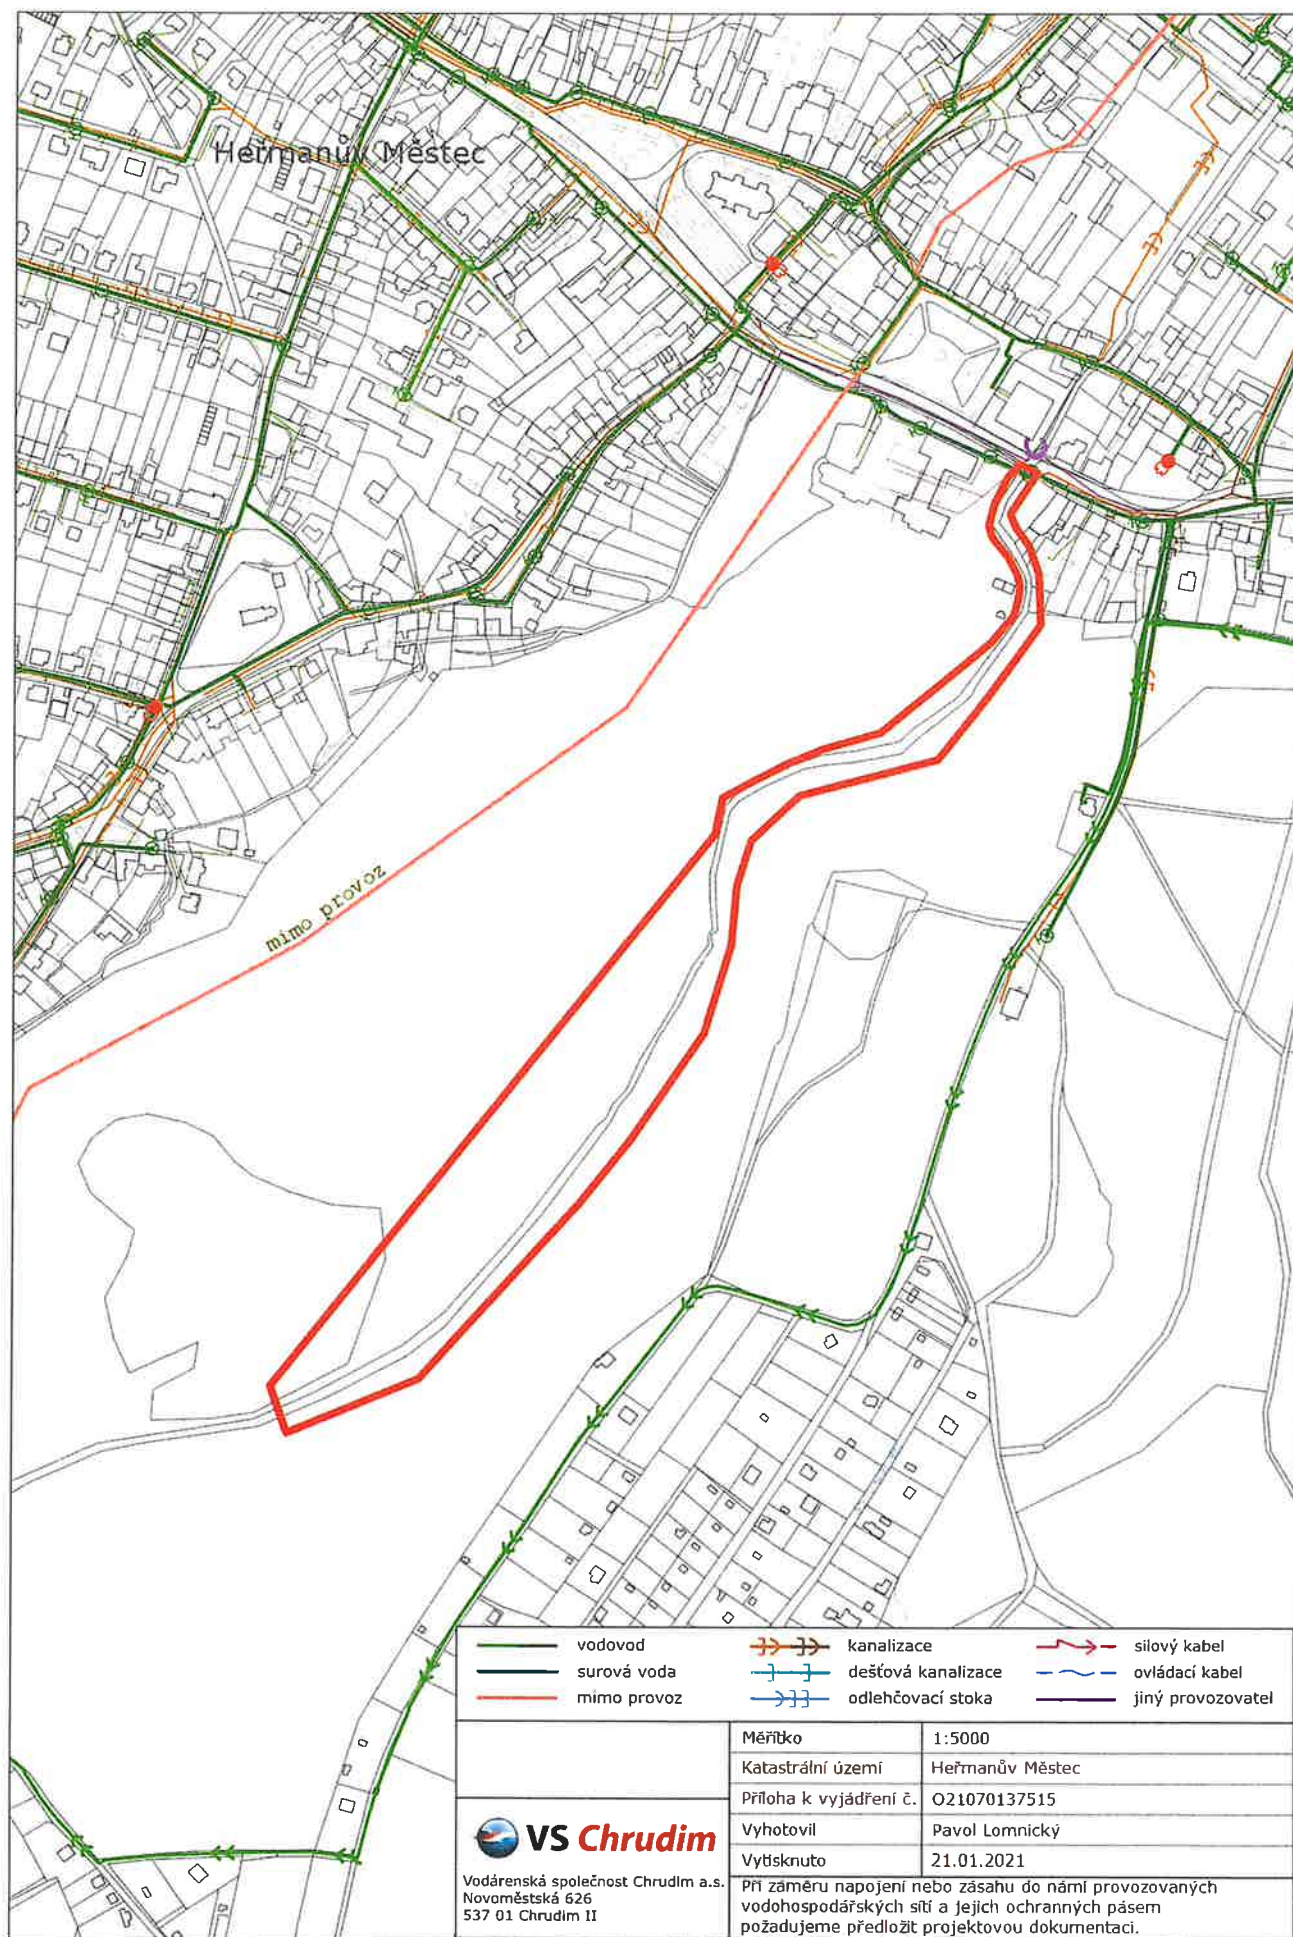 Heřmanův Městec
mimo provoz
vodovod
surová voda
mimo provoz
kanalizace
dešťová kanalizace
odlehčovací stoka
silový kabel
ovládací kabel
jiný provozovatel
Měřítko 1:5000
Katastrální území Heřmanův Městec
Příloha k vyjádření č. O21070137515
Vyhotovil Pavol Lomnický
Vytisknuto 21.01.2021
VS Chrudim
Vodárenská společnost Chrudim a.s.
Novoměstská 626
537 01 Chrudim II
Při záměru napojení nebo zásahu do námi provozovaných
vodohospodářských sítí a jejich ochranných pásem
požadujeme předložit projektovou dokumentaci.